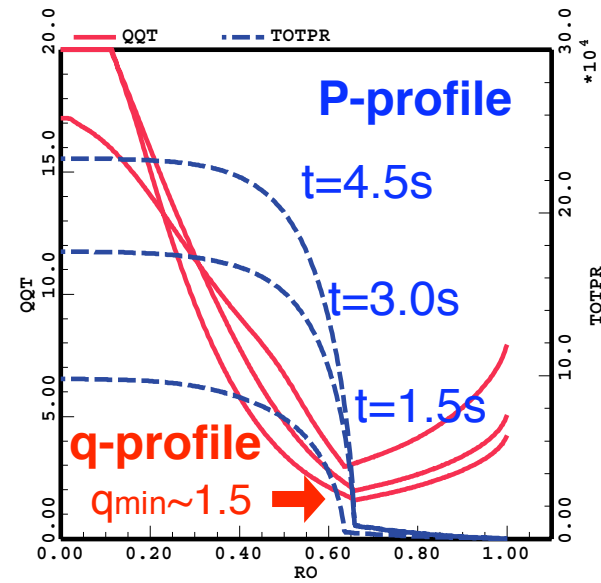 QQT TOTPR
20.0
15.0
10.0
5.00
0.00
QQT
30.0
*10⁴
20.0
10.0
0.00
TOTPR
P-profile
t=4.5s
t=3.0s
t=1.5s
q-profile
qmin~1.5
0.00 0.20 0.40 0.60 0.80 1.00
RO